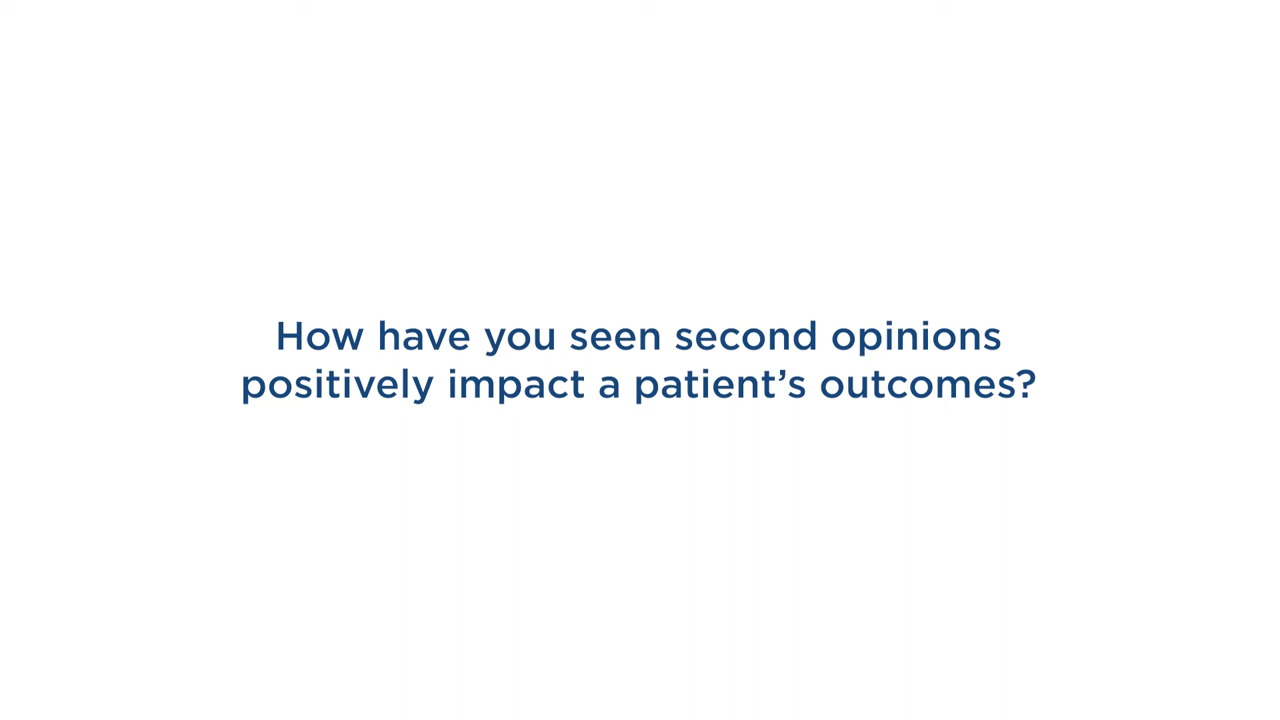 How have you seen second opinions
positively impact a patient’s outcomes?